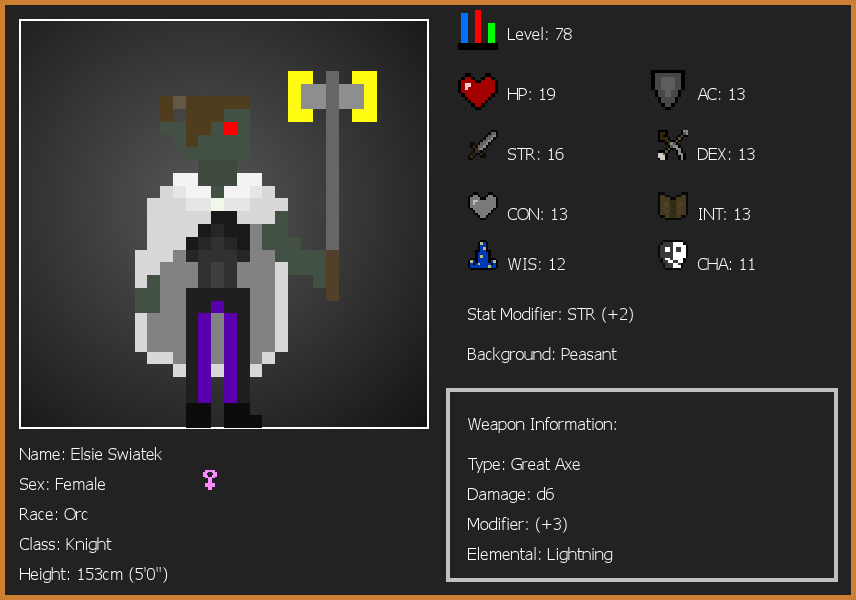 Level: 78
HP: 19
AC: 13
STR: 16
DEX: 13
CON: 13
INT: 13
WIS: 12
CHA: 11
Stat Modifier: STR (+2)
Background: Peasant
Weapon Information:
Type: Great Axe
Damage: d6
Modifier: (+3)
Elemental: Lightning
Name: Elsie Swiatek
Sex: Female
Race: Orc
Class: Knight
Height: 153cm (5'0")